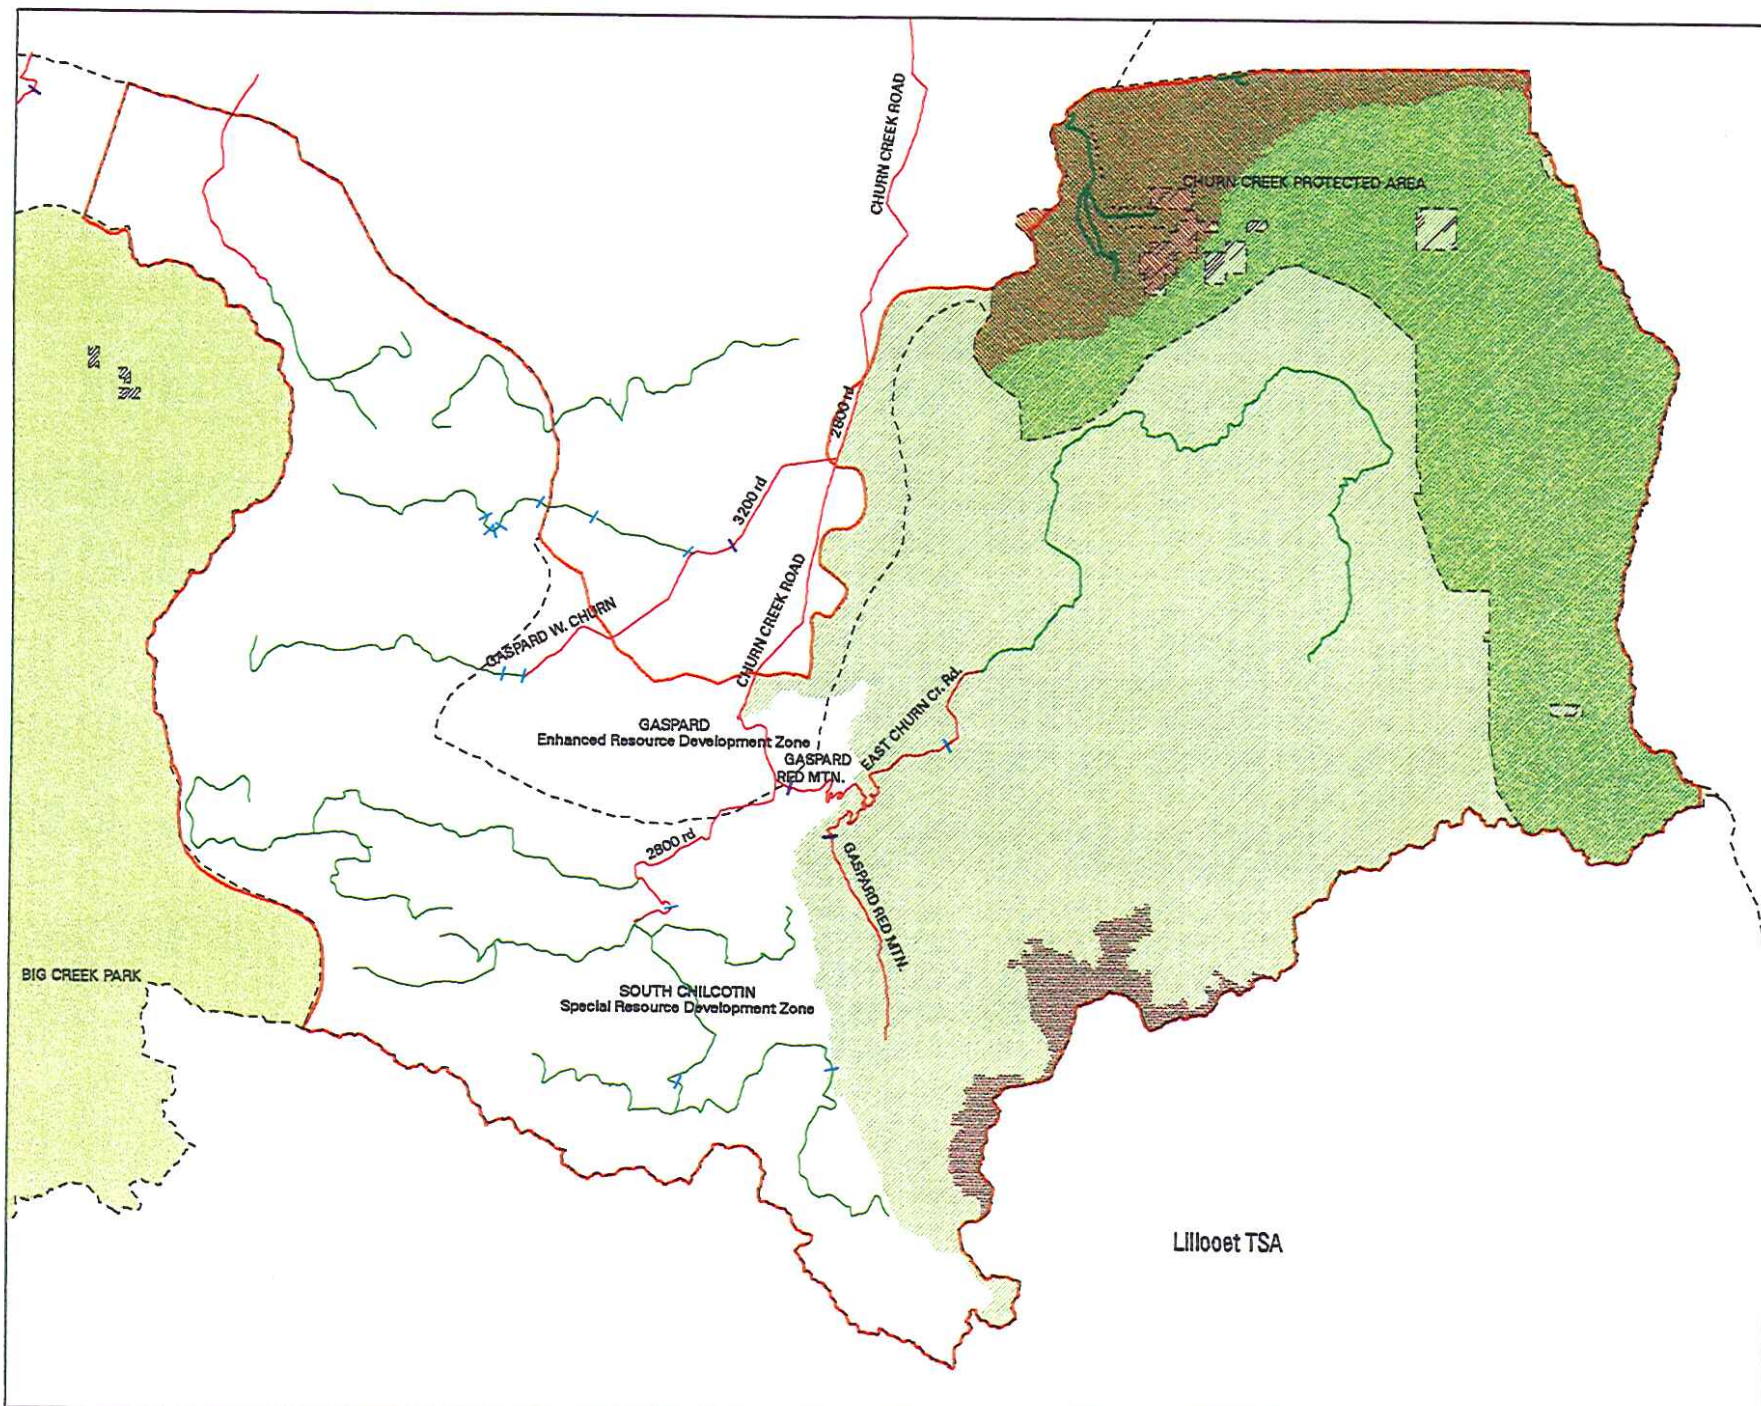 CHURN CREEK ROAD
CHURN CREEK PROTECTED AREA
2800 rd
3200 rd
CHURN CREEK ROAD
GASPARD W. CHURN
EAST CHURN Cr. Rd.
GASPARD
Enhanced Resource Development Zone
GASPARD
RED MTN.
2800 rd
GASPARD RED MTN.
BIG CREEK PARK
SOUTH CHILCOTIN
Special Resource Development Zone
Lillooet TSA